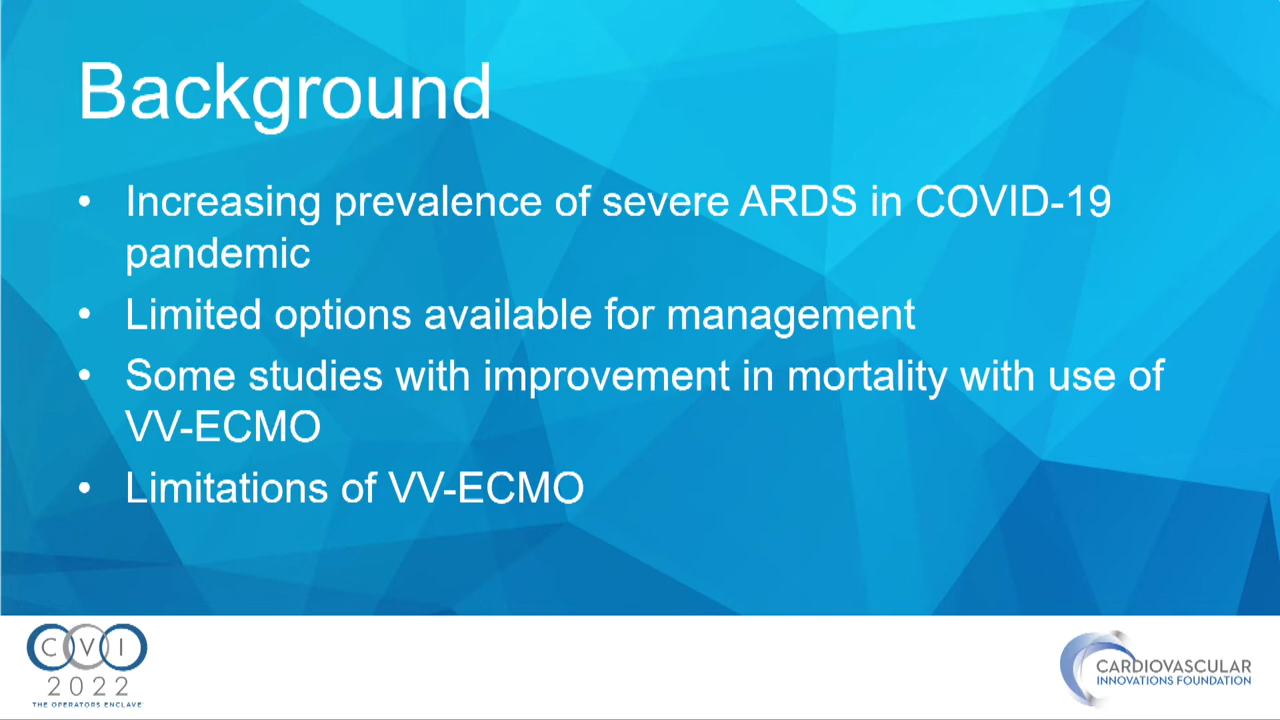 Background
• Increasing prevalence of severe ARDS in COVID-19
pandemic
• Limited options available for management
• Some studies with improvement in mortality with use of
VV-ECMO
• Limitations of VV-ECMO
C V I
2022
THE OPERATORS ENCLAVE
CARDIOVASCULAR
INNOVATIONS FOUNDATION